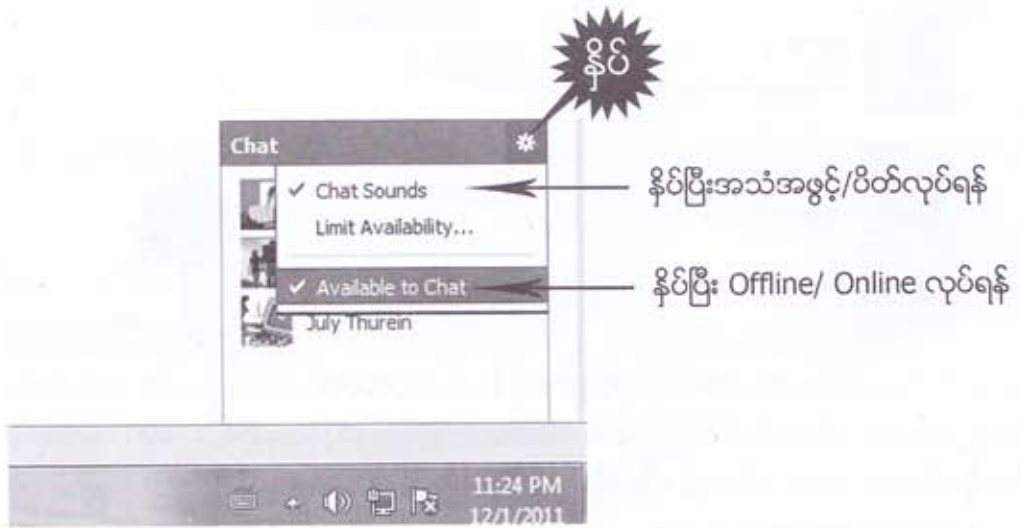 နှိပ်
Chat
✓ Chat Sounds
နှိပ်ပြီးအသံအဖွင့်/ပိတ်လုပ်ရန်
Limit Availability...
✓ Available to Chat
နှိပ်ပြီး Offline/ Online လုပ်ရန်
July Thurein
11:24 PM
12/1/2011